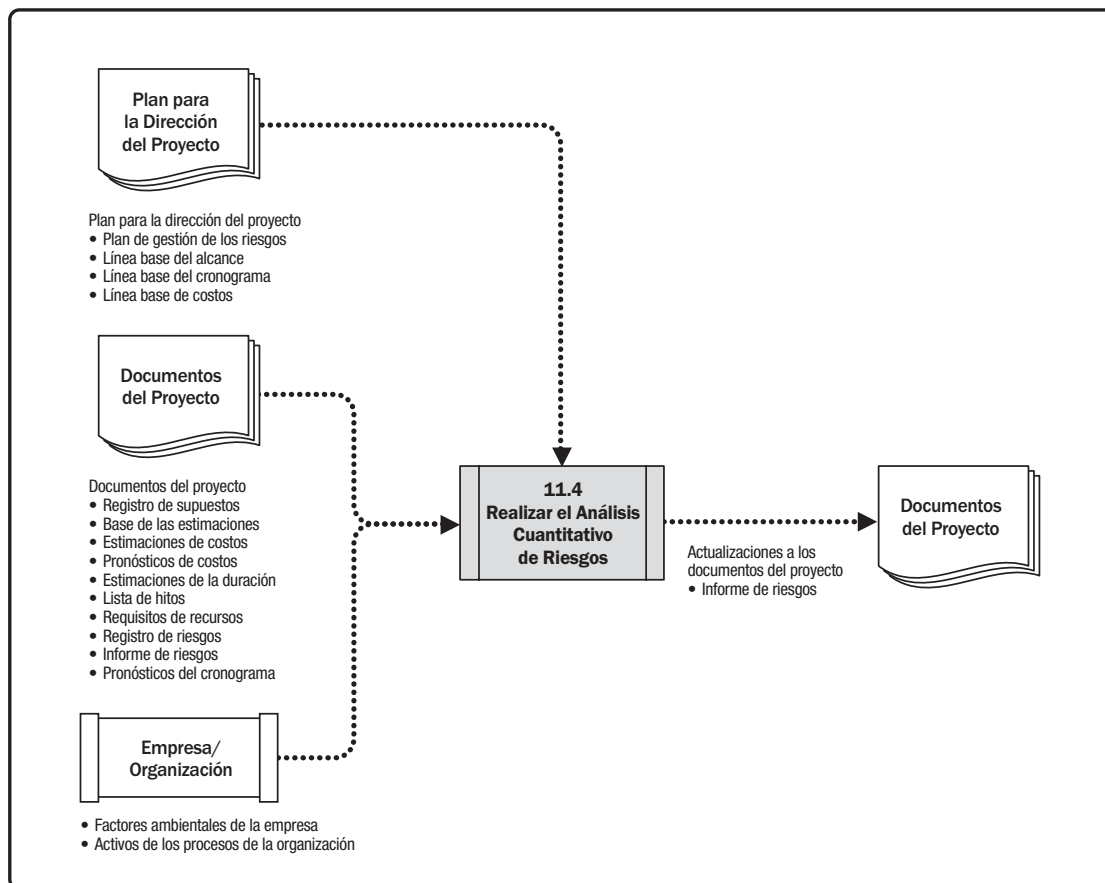 Plan para
la Dirección
del Proyecto
Plan para la dirección del proyecto
• Plan de gestión de los riesgos
• Línea base del alcance
• Línea base del cronograma
• Línea base de costos
Documentos
del Proyecto
Documentos del proyecto
• Registro de supuestos
• Base de las estimaciones
• Estimaciones de costos
• Pronósticos de costos
• Estimaciones de la duración
• Lista de hitos
• Requisitos de recursos
• Registro de riesgos
• Informe de riesgos
• Pronósticos del cronograma
Empresa/
Organización
• Factores ambientales de la empresa
• Activos de los procesos de la organización
11.4
Realizar el Análisis
Cuantitativo
de Riesgos
Actualizaciones a los
documentos del proyecto
• Informe de riesgos
Documentos
del Proyecto